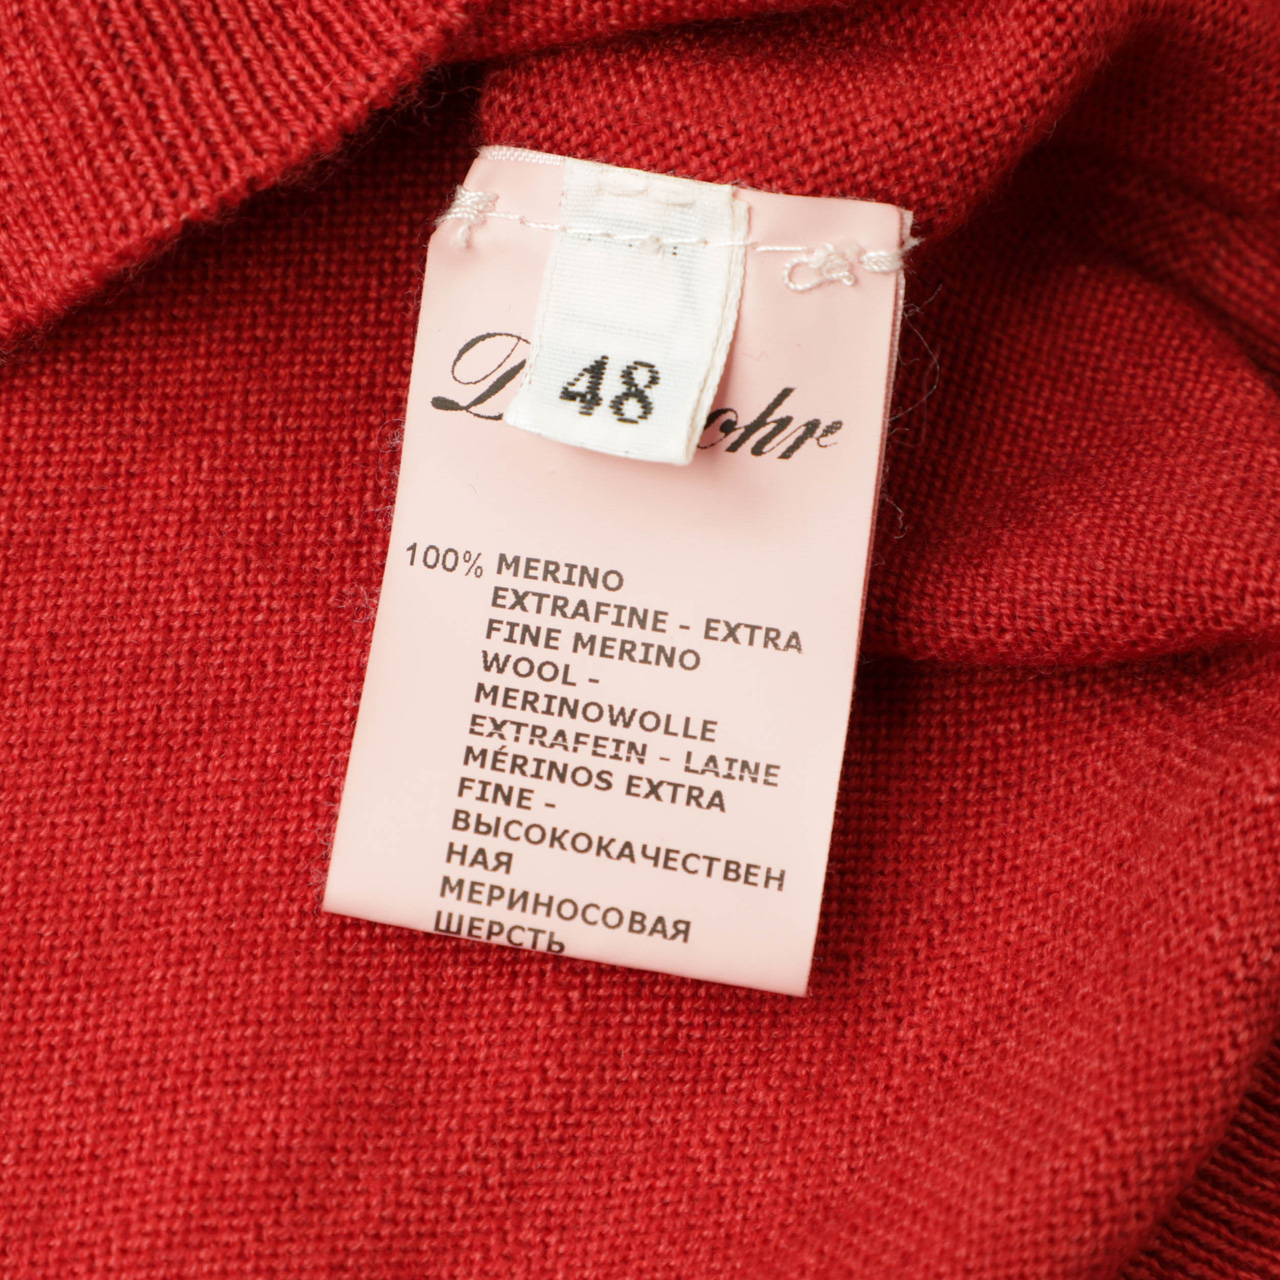 48
100% MERINO
EXTRAFINE - EXTRA
FINE MERINO
WOOL -
MERINOWOLLE
EXTRAFEIN - LAINE
MÉRINOS EXTRA
FINE -
ВЫСОКОКАЧЕСТВЕН
НАЯ
МЕРИНОСОВАЯ
ШЕРСТЬ